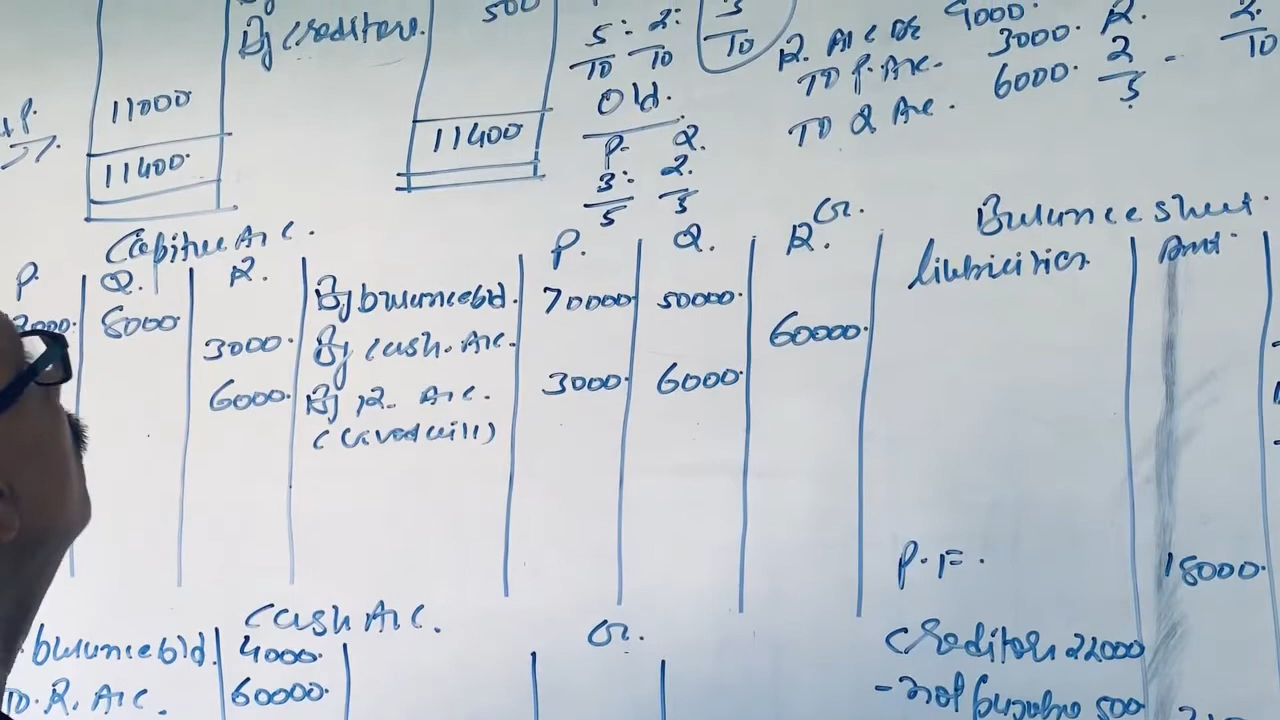 By Creditors. 500
11000
11400
11400
5: 2: 3
10 10 10
Old.
P. Q.
3: 2.
5 5
R. A/c Dr 9000.
To P. A/c. 3000.
To Q A/c. 6000.
R.
2 - 2
5 10
Capital A/c. Cr.
P. Q. R. P. Q. R.
8000 By balance b/d. 70000 50000.
3000. By Cash. A/c. 60000
6000. By R. A/c. 3000. 6000.
(Goodwill)
Balance sheet.
Liabilities Amt.
P.F. 18000.
Creditors 22000
500
Cash A/c. Cr.
balance b/d. 4000.
To. R. A/c. 60000.